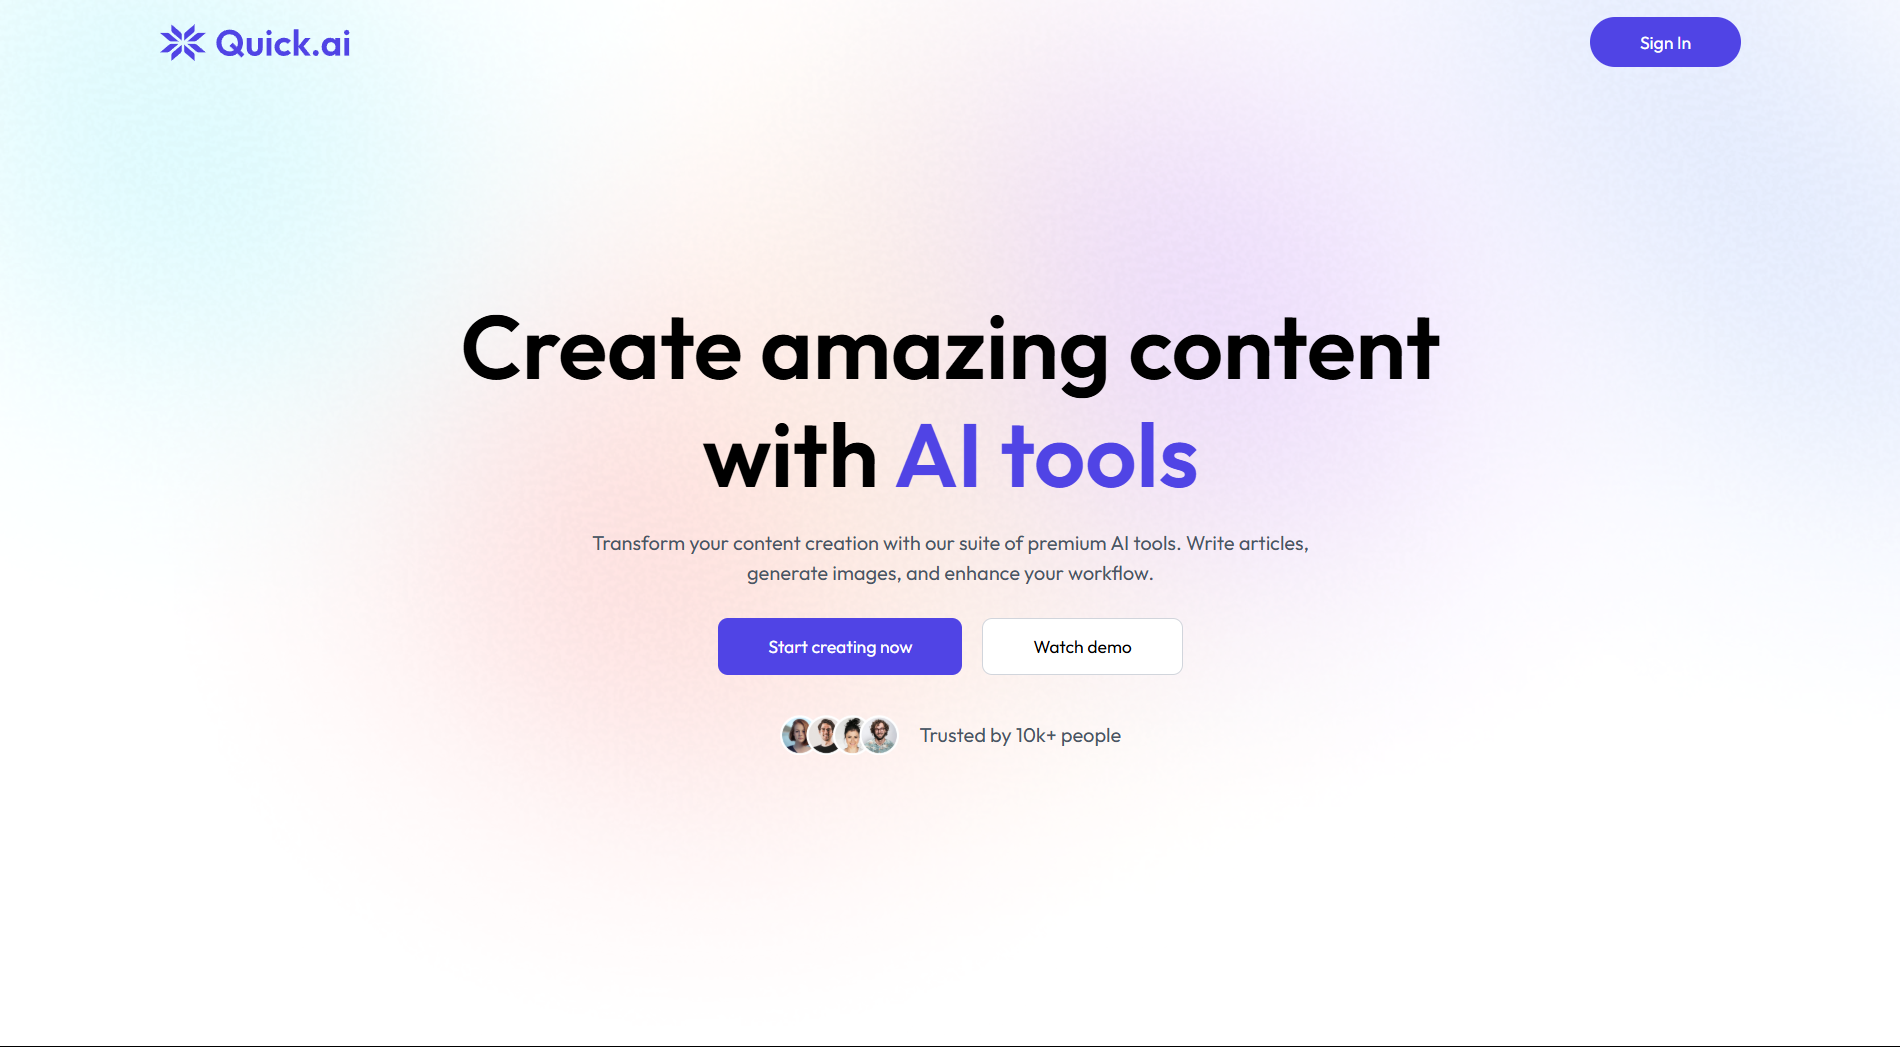 Quick.ai
Sign In
Create amazing content
with AI tools
Transform your content creation with our suite of premium AI tools. Write articles,
generate images, and enhance your workflow.
Start creating now
Watch demo
Trusted by 10k+ people